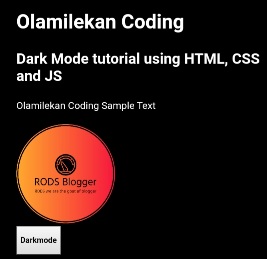 Olamilekan Coding
Dark Mode tutorial using HTML, CSS
and JS
Olamilekan Coding Sample Text
RODS Blogger
Darkmode